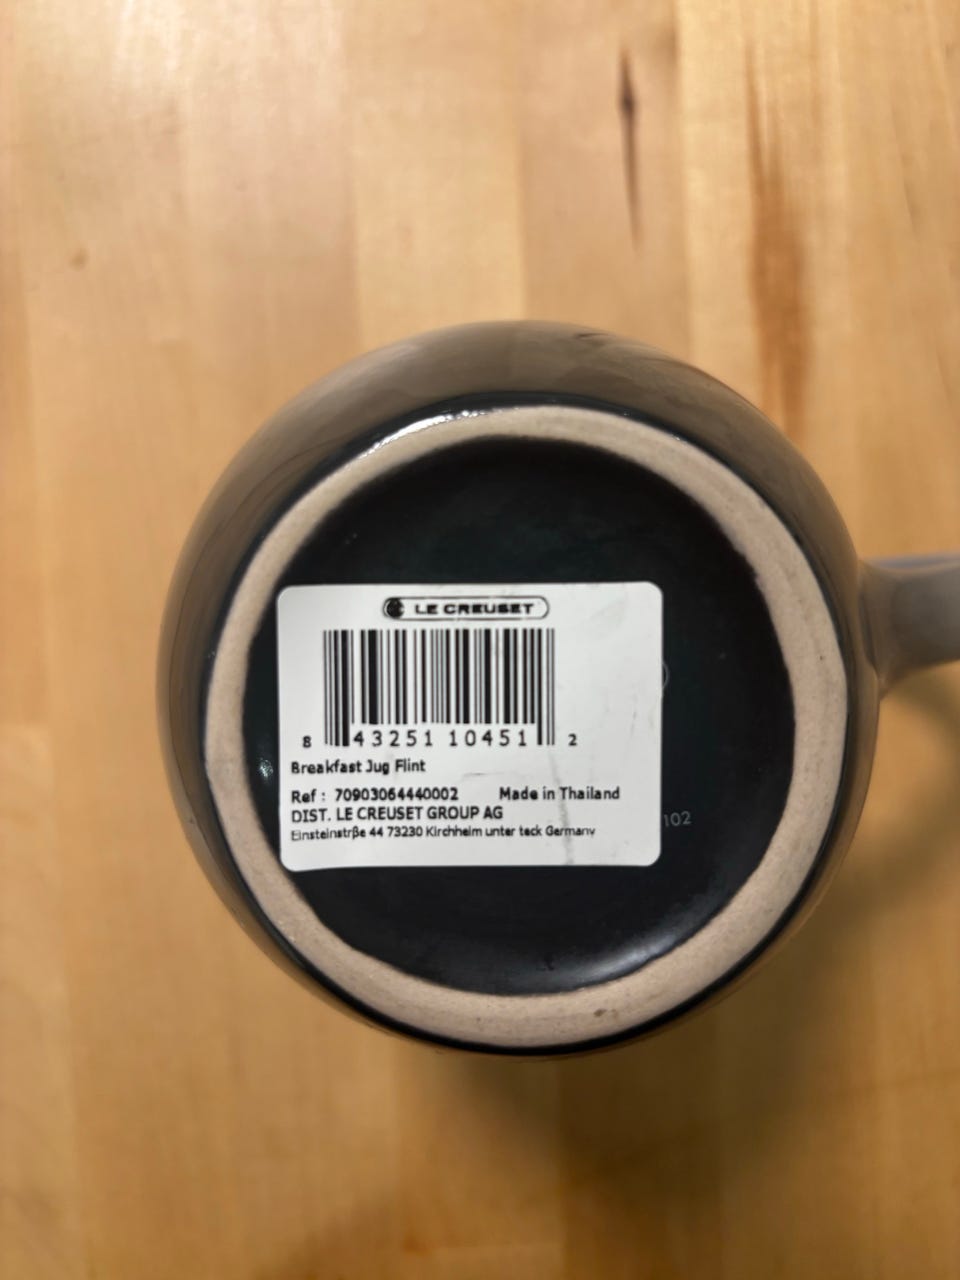 LE CREUSET
8 43251 10451 2
Breakfast Jug Flint
Ref : 70903064440002 Made in Thailand
DIST. LE CREUSET GROUP AG
Einsteinstrβe 44 73230 Kirchheim unter teck Germany
102